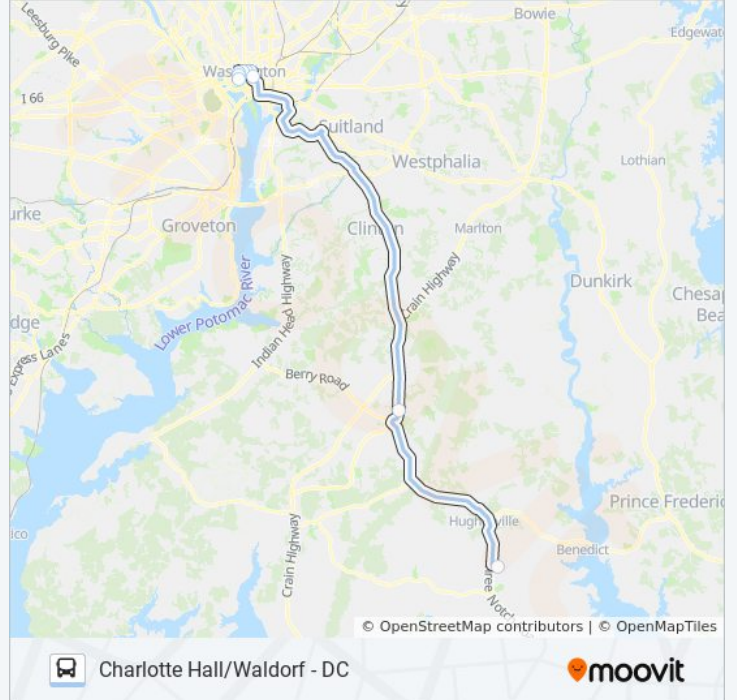 Leesburg Pike
Bowie
Edgewat
Washington
I 66
Suitland
Westphalia
Lothian
urke
Groveton
Clinton
Marlton
Lower Potomac River
Indian Head Highway
Crain Highway
Dunkirk
Chesap
Bea
dge
Express Lanes
Berry Road
Prince Frederic
Hughesville
Crain Highway
ico
Benedict
Three Notch
© OpenStreetMap contributors | © OpenMapTiles
Charlotte Hall/Waldorf - DC
moovit